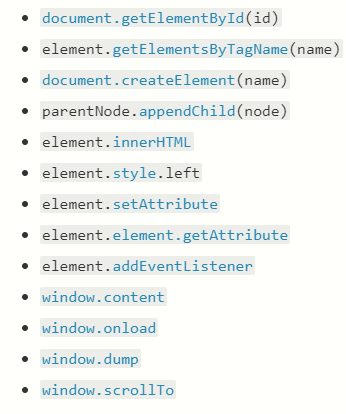 document.getElementById(id)
element.getElementsByTagName(name)
document.createElement(name)
parentNode.appendChild(node)
element.innerHTML
element.style.left
element.setAttribute
element.element.getAttribute
element.addEventListener
window.content
window.onload
window.dump
window.scrollTo